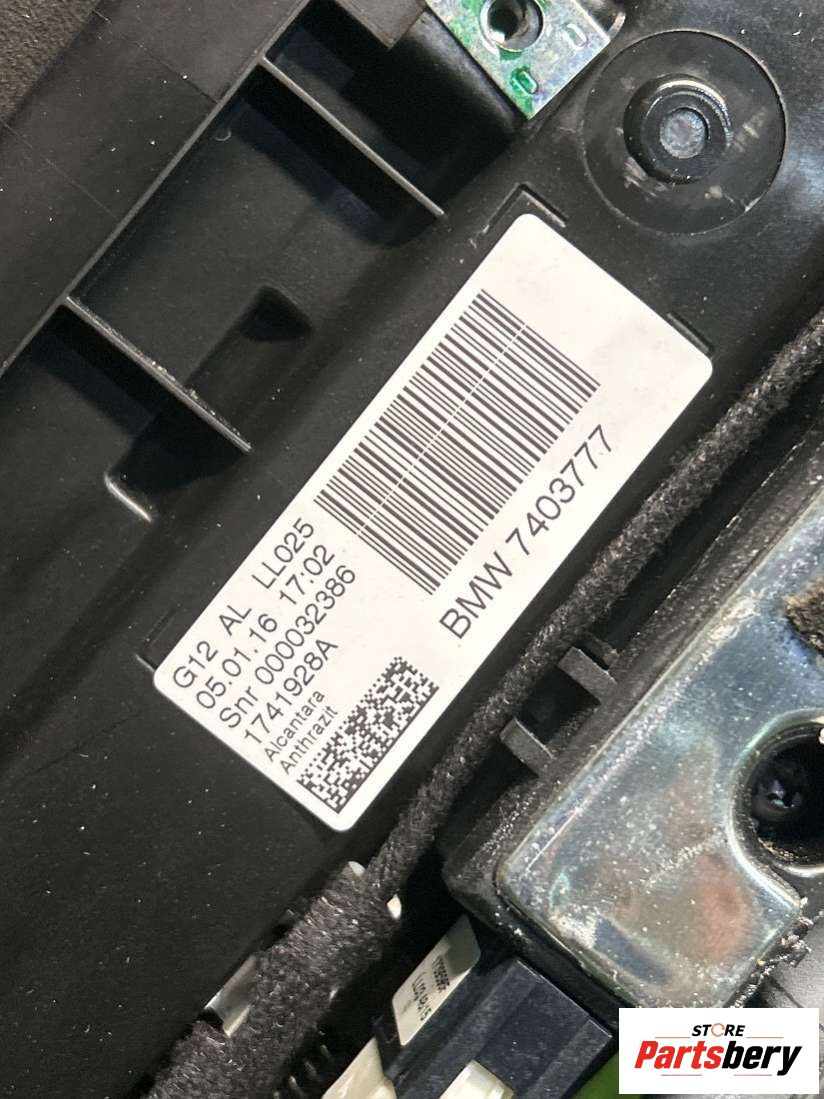 G12 AL LL025
05.01.16 17:02
Snr 000032386
1741928A
Alcantara
Anthrazit
BMW 7403777
STORE
Partsbery